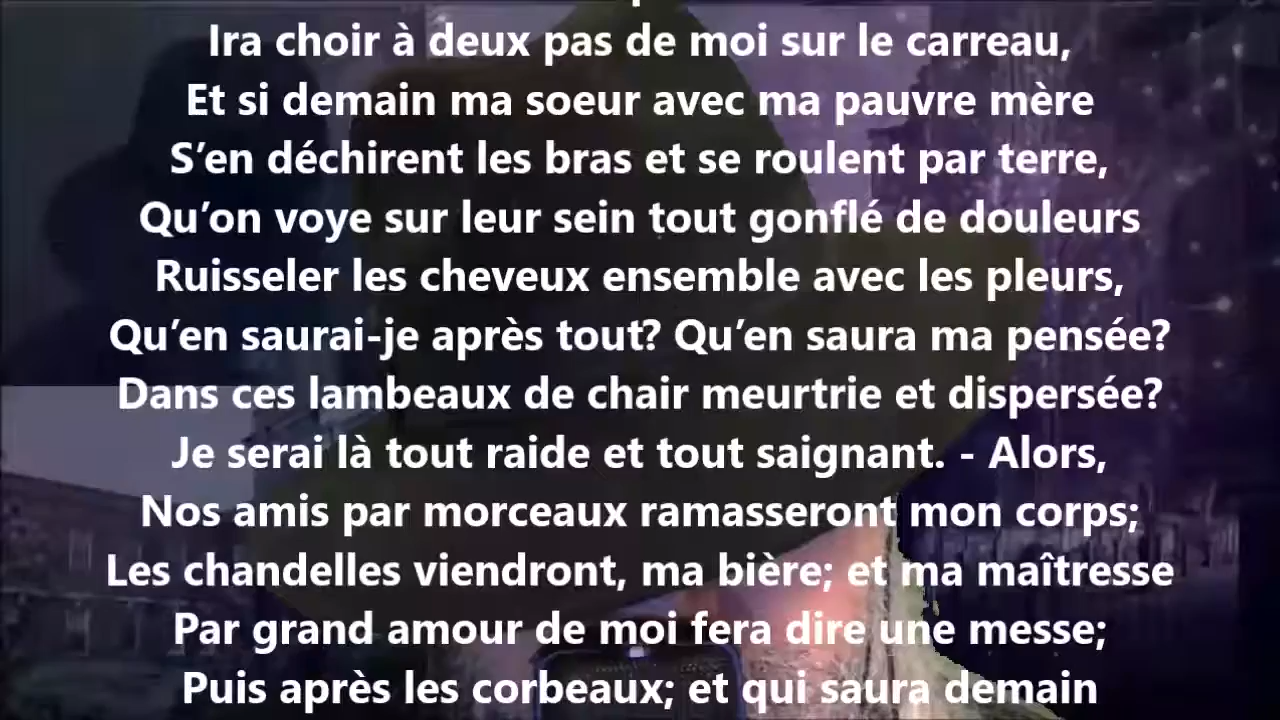 Ira choir à deux pas de moi sur le carreau,
Et si demain ma soeur avec ma pauvre mère
S’en déchirent les bras et se roulent par terre,
Qu’on voye sur leur sein tout gonflé de douleurs
Ruisseler les cheveux ensemble avec les pleurs,
Qu’en saurai-je après tout? Qu’en saura ma pensée?
Dans ces lambeaux de chair meurtrie et dispersée?
Je serai là tout raide et tout saignant. - Alors,
Nos amis par morceaux ramasseront mon corps;
Les chandelles viendront, ma bière; et ma maîtresse
Par grand amour de moi fera dire une messe;
Puis après les corbeaux; et qui saura demain